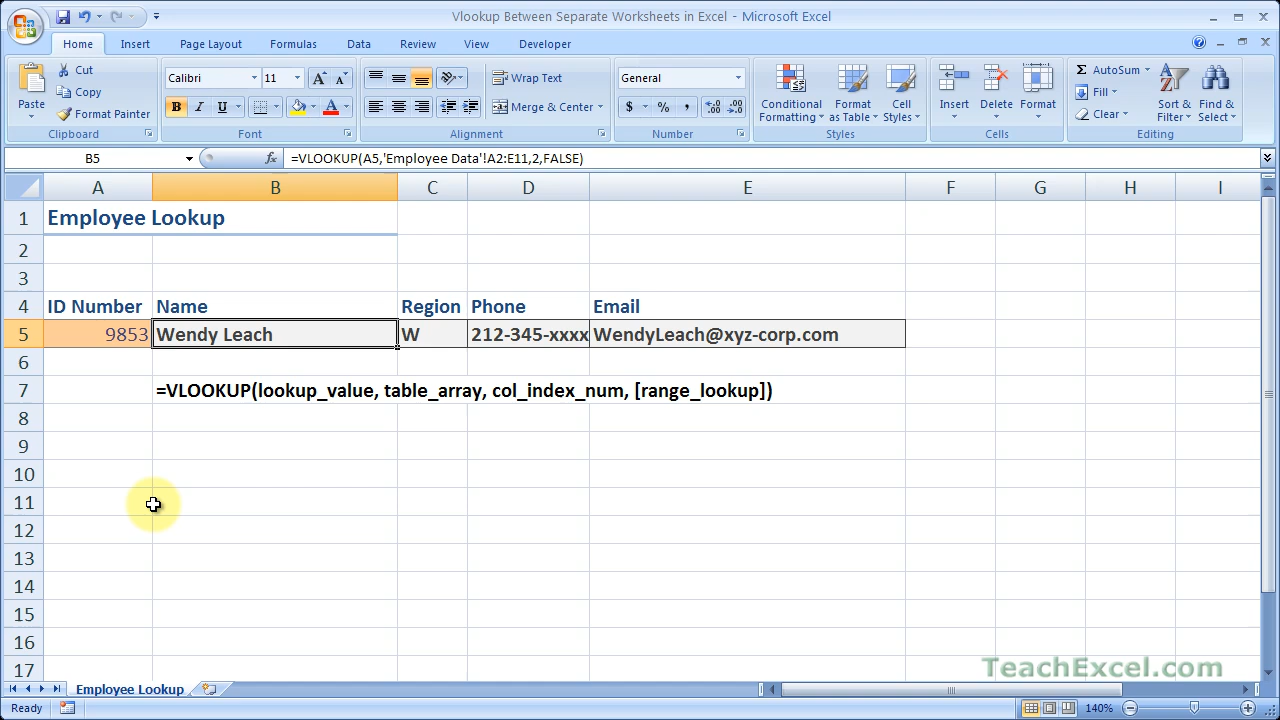 Vlookup Between Separate Worksheets in Excel - Microsoft Excel
Home Insert Page Layout Formulas Data Review View Developer
Paste
Cut
Copy
Format Painter
Clipboard
Calibri 11
B I U
Font
Wrap Text
Merge & Center
Alignment
General
$ % ,
Number
Conditional Formatting
Format as Table
Cell Styles
Styles
Insert Delete Format
Cells
Σ AutoSum
Fill
Clear
Sort & Filter
Find & Select
Editing
B5 fx =VLOOKUP(A5,'Employee Data'!A2:E11,2,FALSE)
A B C D E F G H I
1 Employee Lookup
2
3
4 ID Number Name Region Phone Email
5 9853 Wendy Leach W 212-345-xxxx WendyLeach@xyz-corp.com
6
7 =VLOOKUP(lookup_value, table_array, col_index_num, [range_lookup])
8
9
10
11
12
13
14
15
16
17
TeachExcel.com
Employee Lookup
Ready 140%